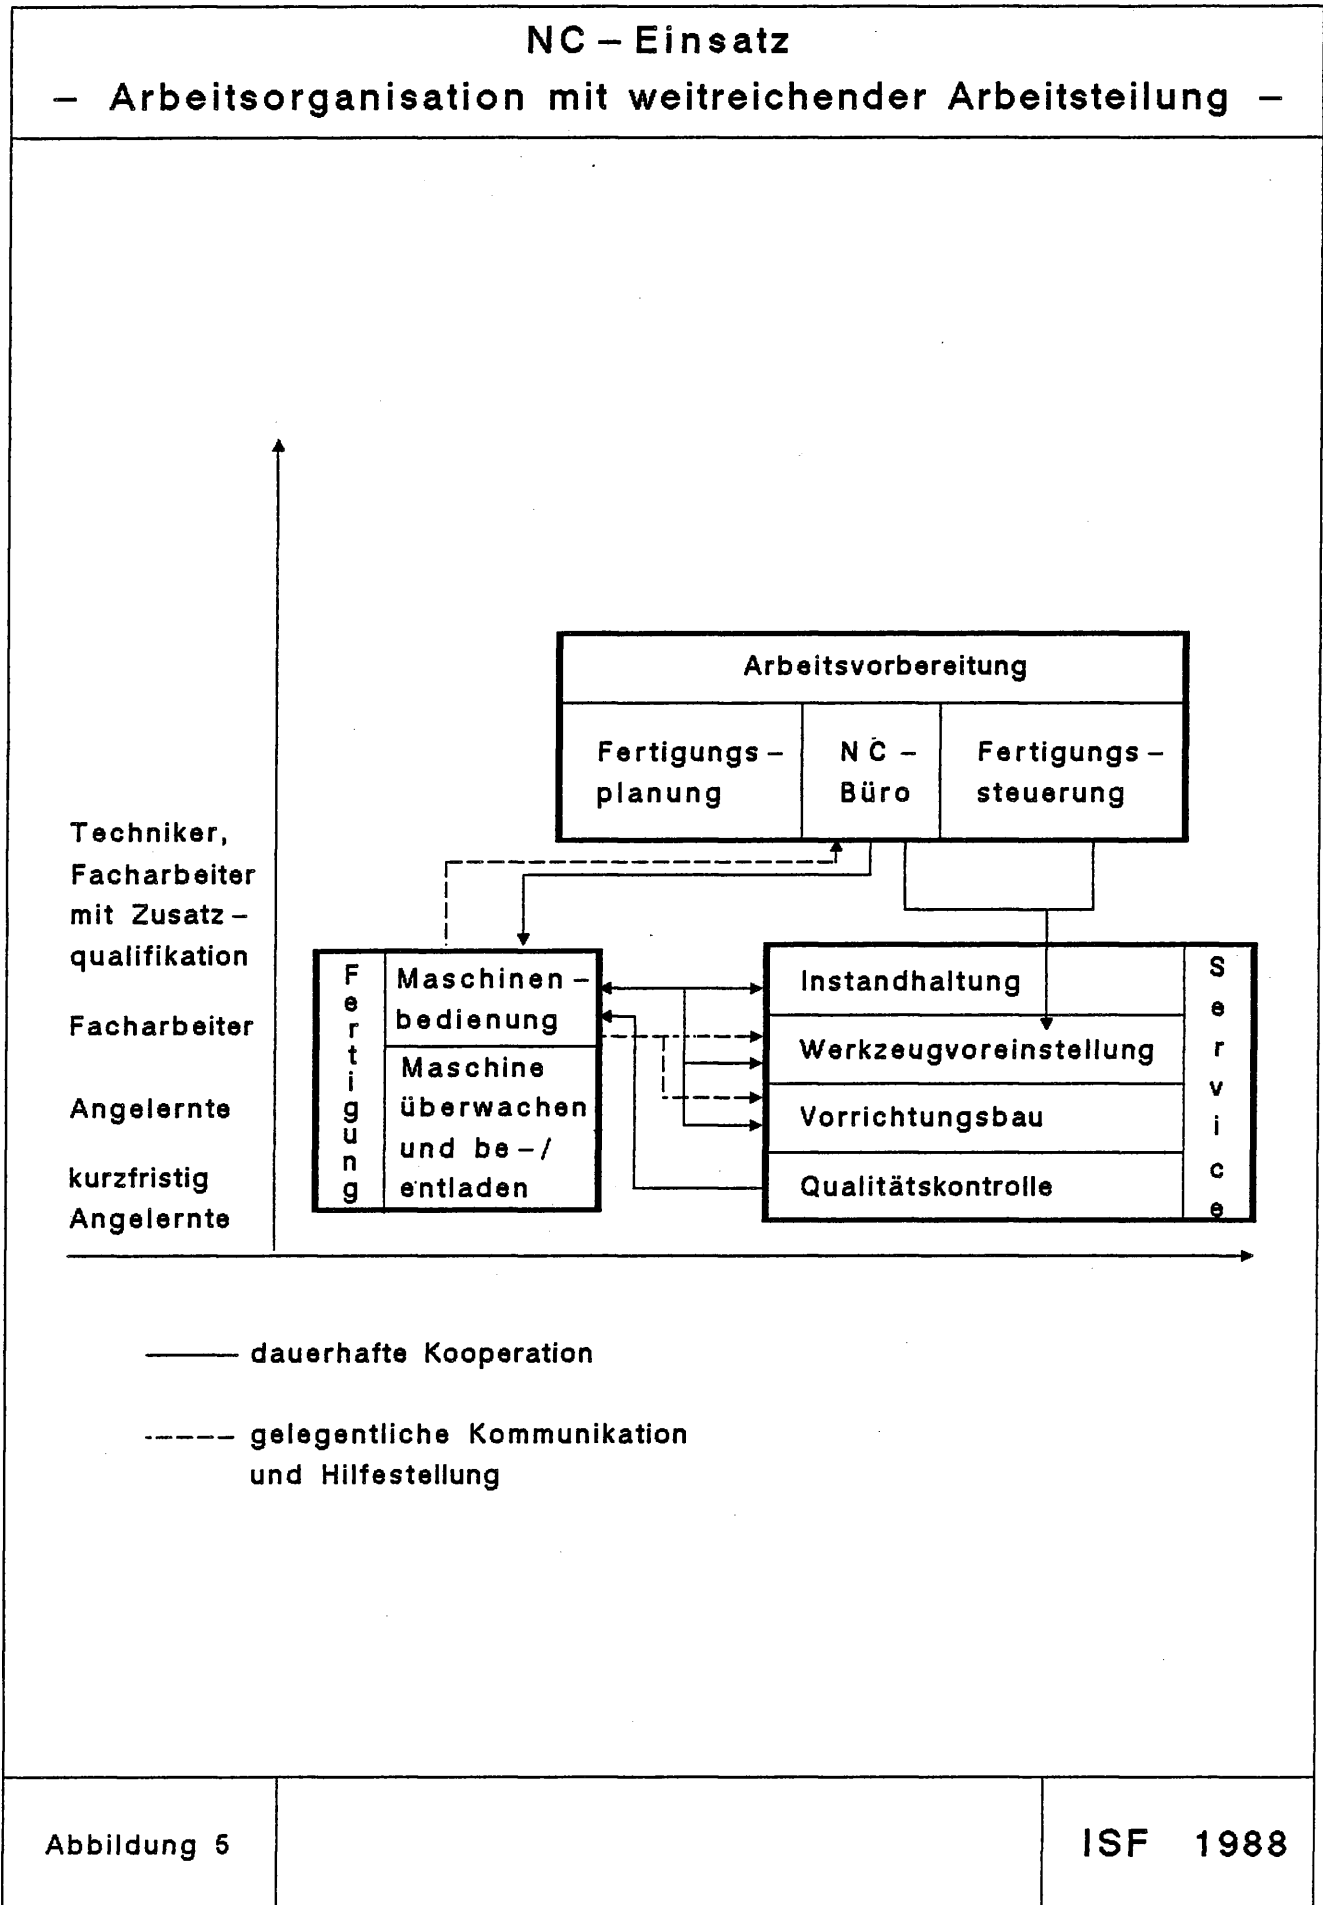 NC – Einsatz
– Arbeitsorganisation mit weitreichender Arbeitsteilung –
Arbeitsvorbereitung
Fertigungs –
planung
NC –
Büro
Fertigungs –
steuerung
Techniker,
Facharbeiter
mit Zusatz –
qualifikation
Facharbeiter
Angelernte
kurzfristig
Angelernte
Fertigung
Maschinen –
bedienung
Maschine
überwachen
und be –/
entladen
Instandhaltung
Werkzeugvoreinstellung
Vorrichtungsbau
Qualitätskontrolle
Service
dauerhafte Kooperation
gelegentliche Kommunikation
und Hilfestellung
Abbildung 5
ISF 1988